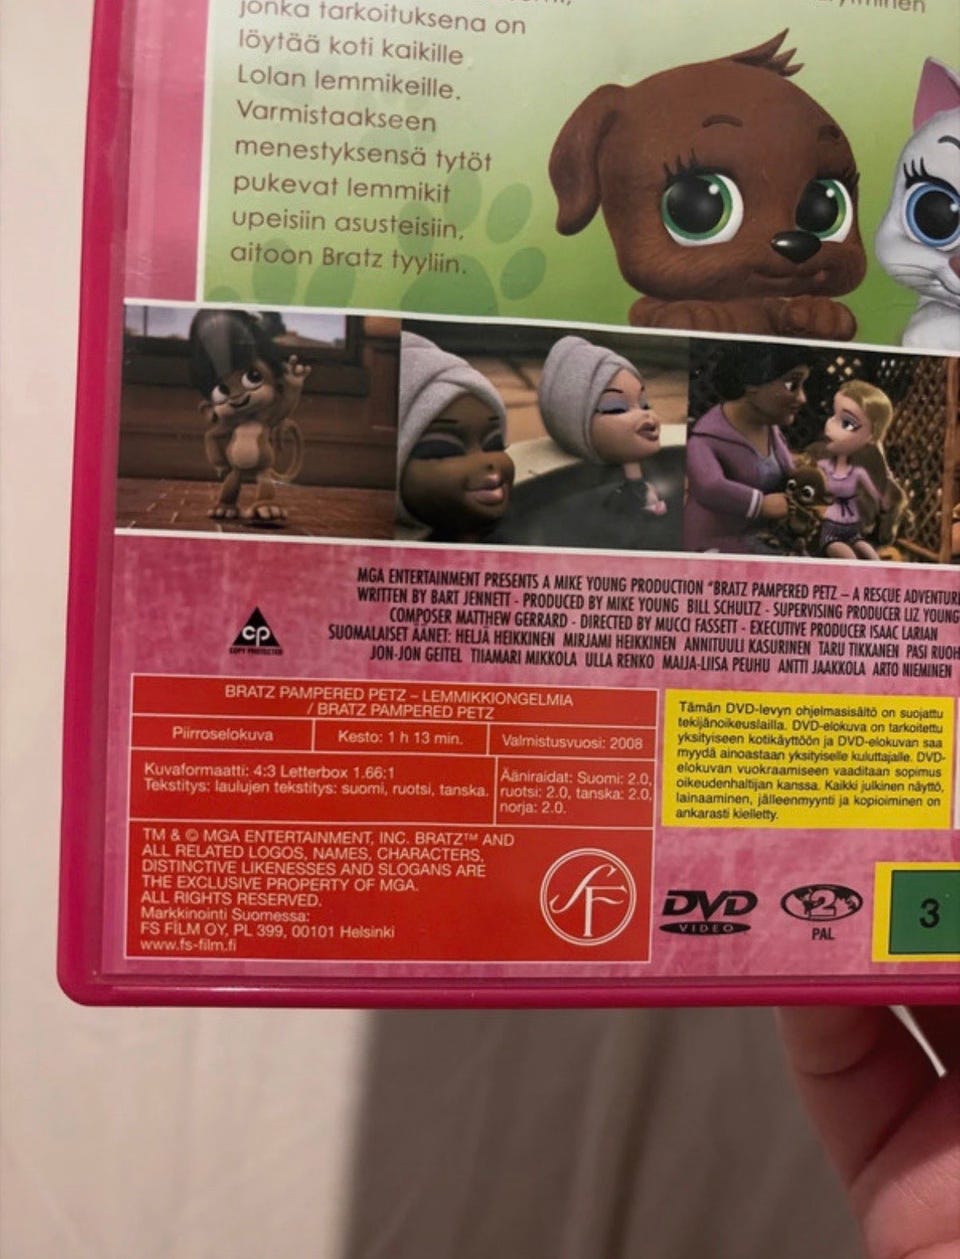 jonka tarkoituksena on
löytää koti kaikille
Lolan lemmikeille.
Varmistaakseen
menestyksensä tytöt
pukevat lemmikit
upeisiin asusteisiin,
aitoon Bratz tyyliin.
MGA ENTERTAINMENT PRESENTS A MIKE YOUNG PRODUCTION "BRATZ PAMPERED PETZ – A RESCUE ADVENTUR
WRITTEN BY BART JENNETT - PRODUCED BY MIKE YOUNG BILL SCHULTZ - SUPERVISING PRODUCER LIZ YOUNG
COMPOSER MATTHEW GERRARD - DIRECTED BY MUCCI FASSETT - EXECUTIVE PRODUCER ISAAC LARIAN
SUOMALAISET ÄÄNET: HELJÄ HEIKKINEN MIRJAMI HEIKKINEN ANNITUULI KASURINEN TARU TIKKANEN PASI RUOH
JON-JON GEITEL TIIAMARI MIKKOLA ULLA RENKO MAIJA-LIISA PEUHU ANTTI JAAKKOLA ARTO NIEMINEN
cp
COPY PROTECTED
BRATZ PAMPERED PETZ – LEMMIKKIONGELMIA
/ BRATZ PAMPERED PETZ
Piirroselokuva
Kesto: 1 h 13 min.
Valmistusvuosi: 2008
Kuvaformaatti: 4:3 Letterbox 1.66:1
Tekstitys: laulujen tekstitys: suomi, ruotsi, tanska.
Ääniraidat: Suomi: 2.0,
ruotsi: 2.0, tanska: 2.0,
norja: 2.0.
TM & © MGA ENTERTAINMENT, INC. BRATZ™ AND
ALL RELATED LOGOS, NAMES, CHARACTERS,
DISTINCTIVE LIKENESSES AND SLOGANS ARE
THE EXCLUSIVE PROPERTY OF MGA.
ALL RIGHTS RESERVED.
Markkinointi Suomessa:
FS FILM OY, PL 399, 00101 Helsinki
www.fs-film.fi
SF
Tämän DVD-levyn ohjelmasisältö on suojattu
tekijänoikeuslailla. DVD-elokuva on tarkoitettu
yksityiseen kotikäyttöön ja DVD-elokuvan saa
myydä ainoastaan yksityiselle kuluttajalle. DVD-
elokuvan vuokraamiseen vaaditaan sopimus
oikeudenhaltijan kanssa. Kaikki julkinen näyttö,
lainaaminen, jälleenmyynti ja kopioiminen on
ankarasti kielletty.
DVD
VIDEO
2
PAL
3